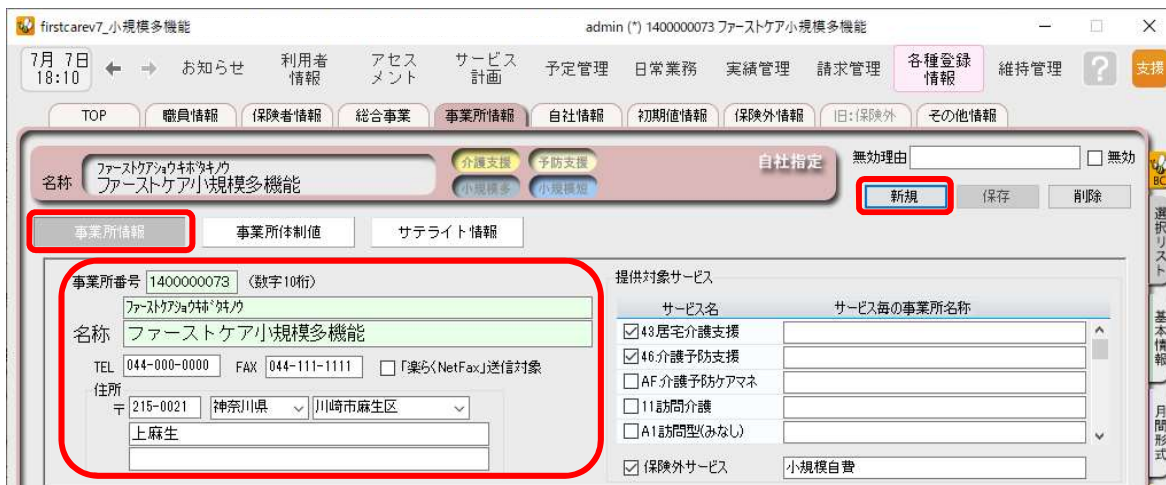 firstcarev7_小規模多機能 admin (*) 1400000073 ファーストケア小規模多機能
7月 7日
18:10
お知らせ
利用者
情報
アセス
メント
サービス
計画
予定管理
日常業務
実績管理
請求管理
各種登録
情報
維持管理
?
支援
TOP 職員情報 保険者情報 総合事業 事業所情報 自社情報 初期値情報 保険外情報 旧:保険外 その他情報
名称
ﾌｧｰｽﾄｹｱｼｮｳｷﾎﾞﾀｷﾉｳ
ファーストケア小規模多機能
介護支援 予防支援
小規模多 小規模短
自社指定
無効理由 無効
新規 保存 削除
事業所情報 事業所体制値 サテライト情報
事業所番号 1400000073 (数字10桁)
ﾌｧｰｽﾄｹｱｼｮｳｷﾎﾞﾀｷﾉｳ
名称 ファーストケア小規模多機能
TEL 044-000-0000 FAX 044-111-1111 「楽らくNetFax」送信対象
住所
〒 215-0021 神奈川県 川崎市麻生区
上麻生
提供対象サービス
サービス名 サービス毎の事業所名称
43.居宅介護支援
46.介護予防支援
AF.介護予防ケアマネ
11.訪問介護
A1.訪問型(みなし)
保険外サービス 小規模自費
BC
選択リスト
基本情報
月間形式